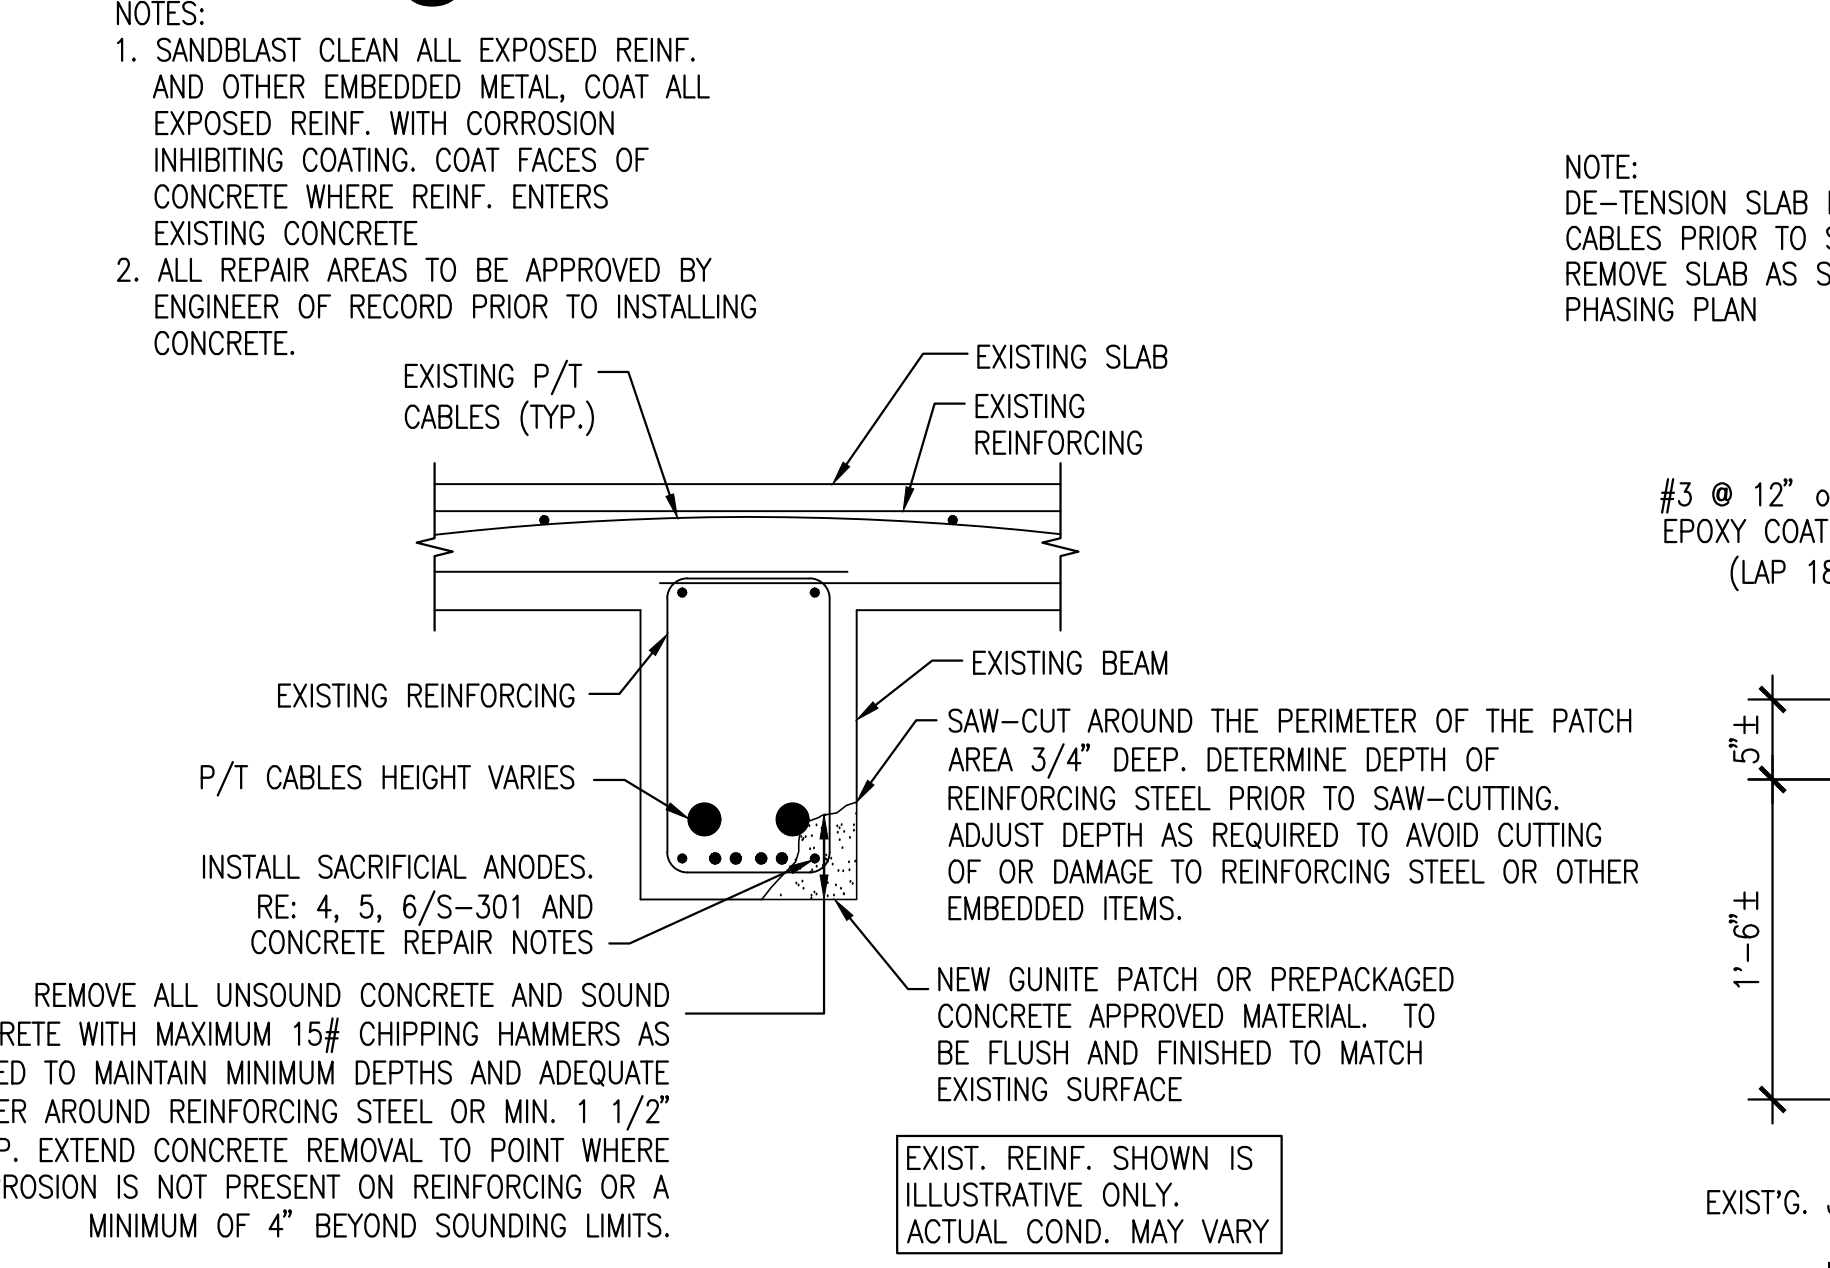 NOTES:
1. SANDBLAST CLEAN ALL EXPOSED REINF.
AND OTHER EMBEDDED METAL, COAT ALL
EXPOSED REINF. WITH CORROSION
INHIBITING COATING. COAT FACES OF
CONCRETE WHERE REINF. ENTERS
EXISTING CONCRETE
2. ALL REPAIR AREAS TO BE APPROVED BY
ENGINEER OF RECORD PRIOR TO INSTALLING
CONCRETE.
EXISTING P/T
CABLES (TYP.)
EXISTING SLAB
EXISTING
REINFORCING
EXISTING REINFORCING
P/T CABLES HEIGHT VARIES
INSTALL SACRIFICIAL ANODES.
RE: 4, 5, 6/S-301 AND
CONCRETE REPAIR NOTES
REMOVE ALL UNSOUND CONCRETE AND SOUND
WITH MAXIMUM 15# CHIPPING HAMMERS AS
TO MAINTAIN MINIMUM DEPTHS AND ADEQUATE
AROUND REINFORCING STEEL OR MIN. 1 1/2"
EXTEND CONCRETE REMOVAL TO POINT WHERE
IS NOT PRESENT ON REINFORCING OR A
MINIMUM OF 4" BEYOND SOUNDING LIMITS.
EXISTING BEAM
SAW-CUT AROUND THE PERIMETER OF THE PATCH
AREA 3/4" DEEP. DETERMINE DEPTH OF
REINFORCING STEEL PRIOR TO SAW-CUTTING.
ADJUST DEPTH AS REQUIRED TO AVOID CUTTING
OF OR DAMAGE TO REINFORCING STEEL OR OTHER
EMBEDDED ITEMS.
NEW GUNITE PATCH OR PREPACKAGED
CONCRETE APPROVED MATERIAL. TO
BE FLUSH AND FINISHED TO MATCH
EXISTING SURFACE
EXIST. REINF. SHOWN IS
ILLUSTRATIVE ONLY.
ACTUAL COND. MAY VARY
NOTE:
DE-TENSION SLAB
CABLES PRIOR TO
REMOVE SLAB AS
PHASING PLAN
#3 @ 12"
EPOXY
(LAP
5"±
1'-6"±
EXIST'G.